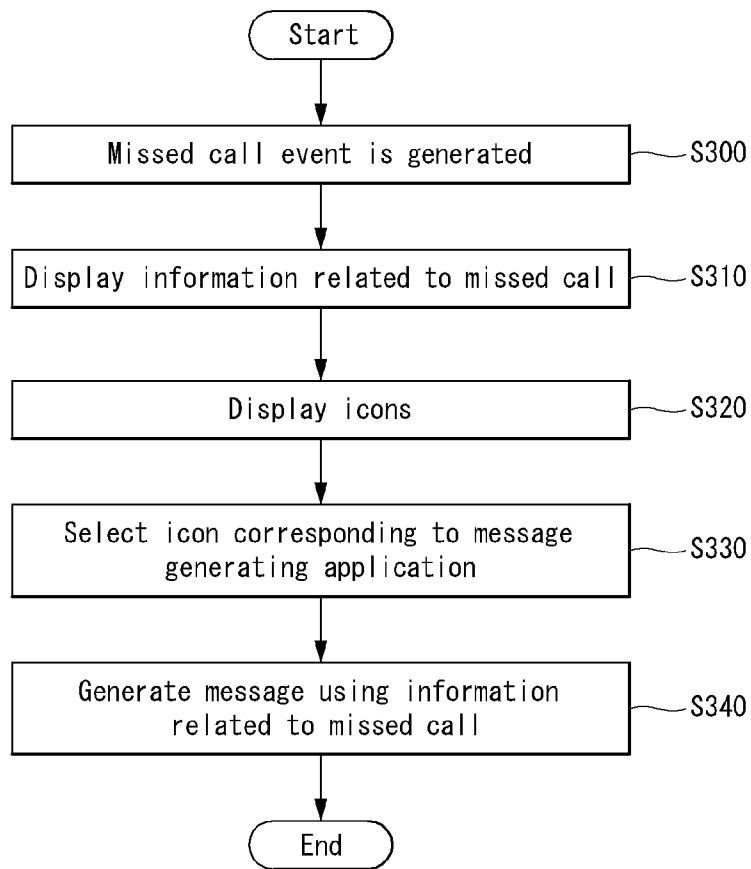 Start
Missed call event is generated
S300
Display information related to missed call
S310
Display icons
S320
Select icon corresponding to message
generating application
S330
Generate message using information
related to missed call
S340
End